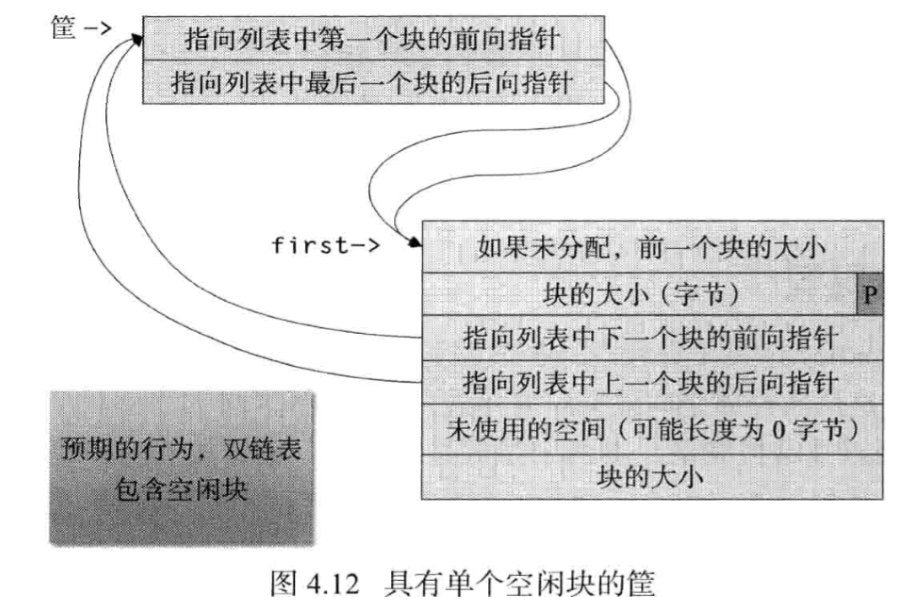 筐->
指向列表中第一个块的前向指针
指向列表中最后一个块的后向指针
first->
如果未分配，前一个块的大小
块的大小（字节） P
指向列表中下一个块的前向指针
指向列表中上一个块的后向指针
未使用的空间（可能长度为 0 字节）
块的大小
预期的行为，双链表
包含空闲块
图 4.12 具有单个空闲块的筐